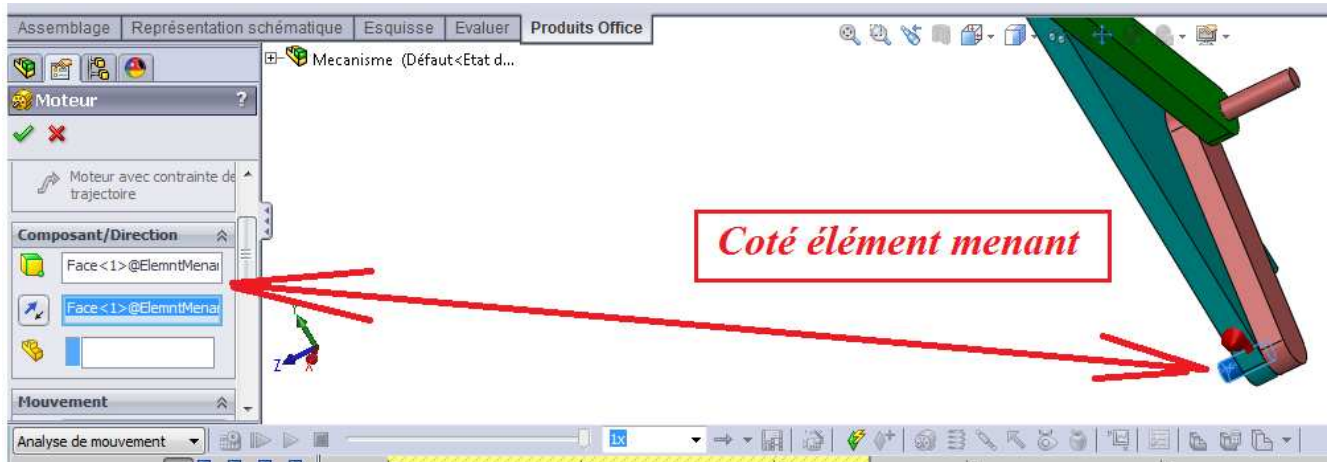 Assemblage Représentation schématique Esquisse Evaluer Produits Office
Mecanisme (Défaut<Etat d...
Moteur ?
Moteur avec contrainte de
trajectoire
Composant/Direction
Face<1>@ElemntMenar
Face<1>@ElemntMenar
Coté élément menant
Y
Z X
Mouvement
Analyse de mouvement 1x